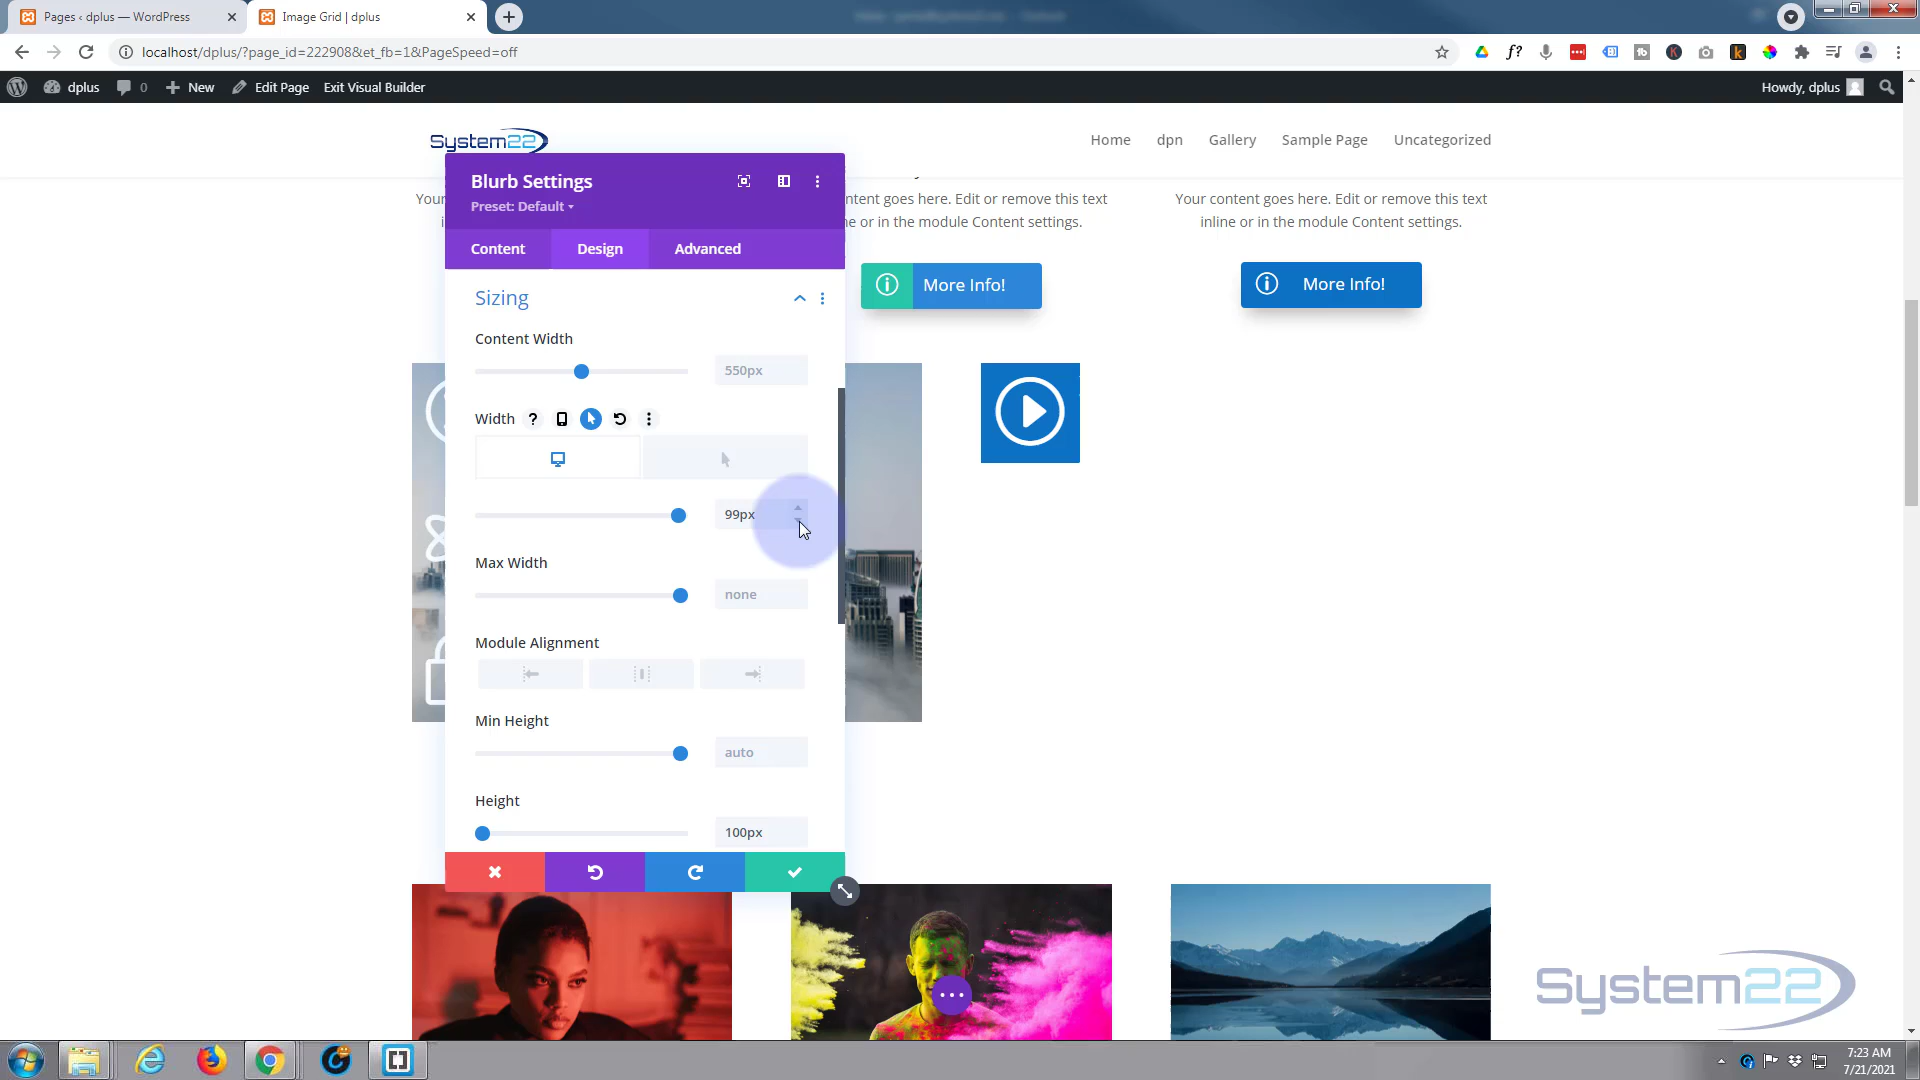 Pages ‹ dplus — WordPress
Image Grid | dplus
localhost/dplus/?page_id=222908&et_fb=1&PageSpeed=off
dplus
0
New
Edit Page
Exit Visual Builder
Howdy, dplus
System22
Home
dpn
Gallery
Sample Page
Uncategorized
Blurb Settings
Preset: Default
Content
Design
Advanced
Your
ntent goes here. Edit or remove this text
ne or in the module Content settings.
Your content goes here. Edit or remove this text
inline or in the module Content settings.
More Info!
More Info!
Sizing
Content Width
550px
Width
?
99px
Max Width
none
Module Alignment
Min Height
auto
Height
100px
System22
7:23 AM
7/21/2021